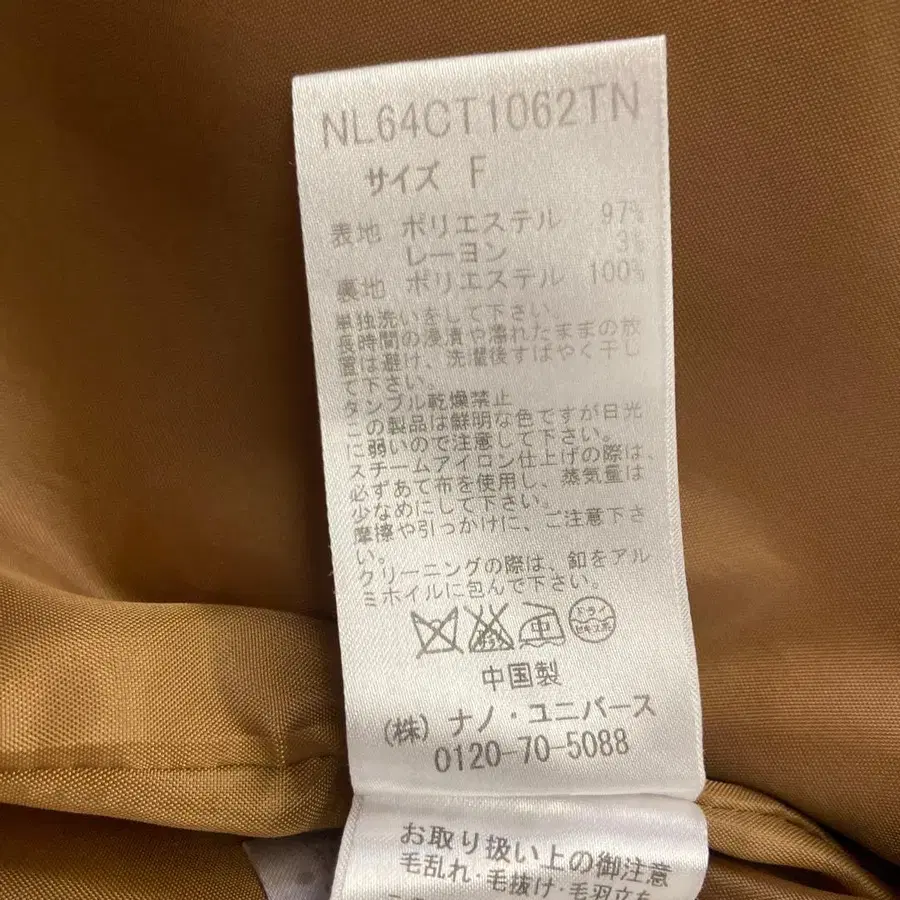 NL64CT1062TN
サイズ F
表地 ポリエステル 97%
レーヨン 3%
裏地 ポリエステル 100%
単独洗いをして下さい。
長時間の浸漬や濡れたままの放
置は避け、洗濯後すばやく干し
て下さい。
タンブル乾燥禁止
この製品は鮮明な色ですが日光
に弱いので注意して下さい。
スチームアイロン仕上げの際は、
必ずあて布を使用し、蒸気量は
少なめにして下さい。
摩擦や引っかけに、ご注意下さ
い。
クリーニングの際は、釦をアル
ミホイルに包んで下さい。
中 ドライ
セキユ系
中国製
(株) ナノ・ユニバース
0120-70-5088
お取り扱い上の御注意
毛乱れ・毛抜け・毛羽立ち